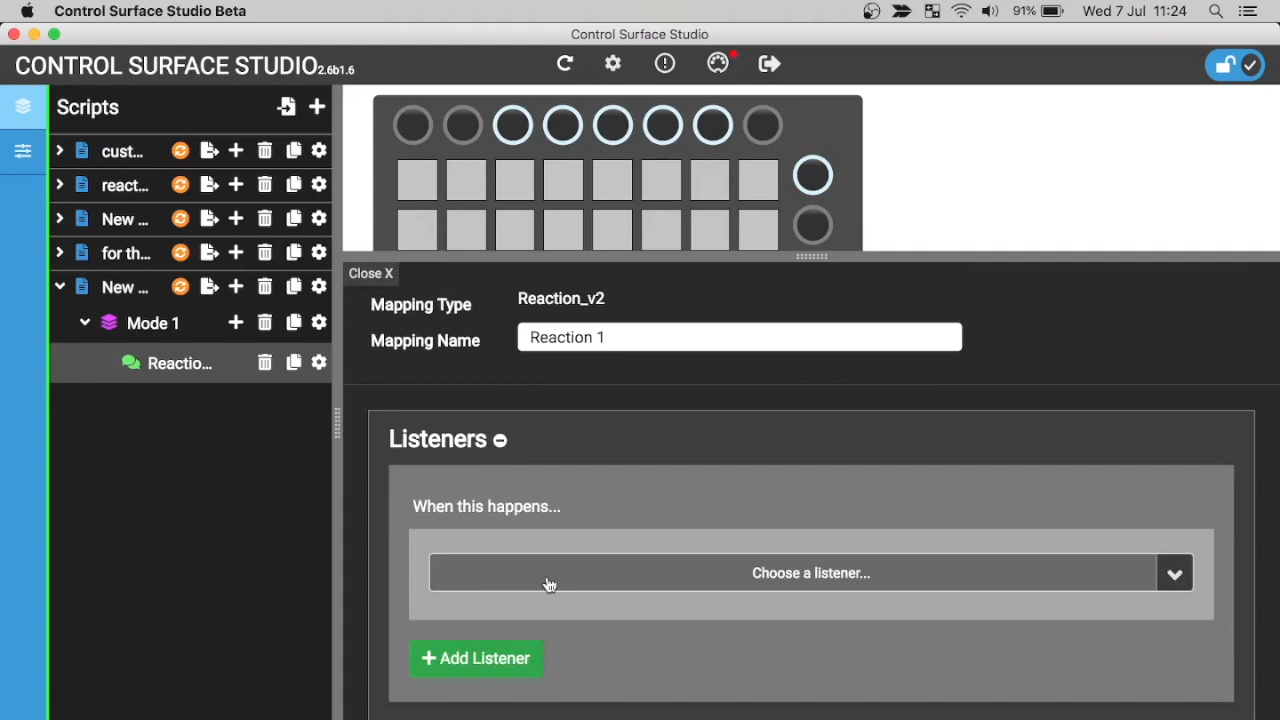 Control Surface Studio Beta
91%
Wed 7 Jul 11:24
Control Surface Studio
CONTROL SURFACE STUDIO2.6b1.6
Scripts
cust...
react...
New ...
for th...
New ...
Mode 1
Reactio...
Close X
Mapping Type
Reaction_v2
Mapping Name
Reaction 1
Listeners
When this happens...
Choose a listener...
Add Listener